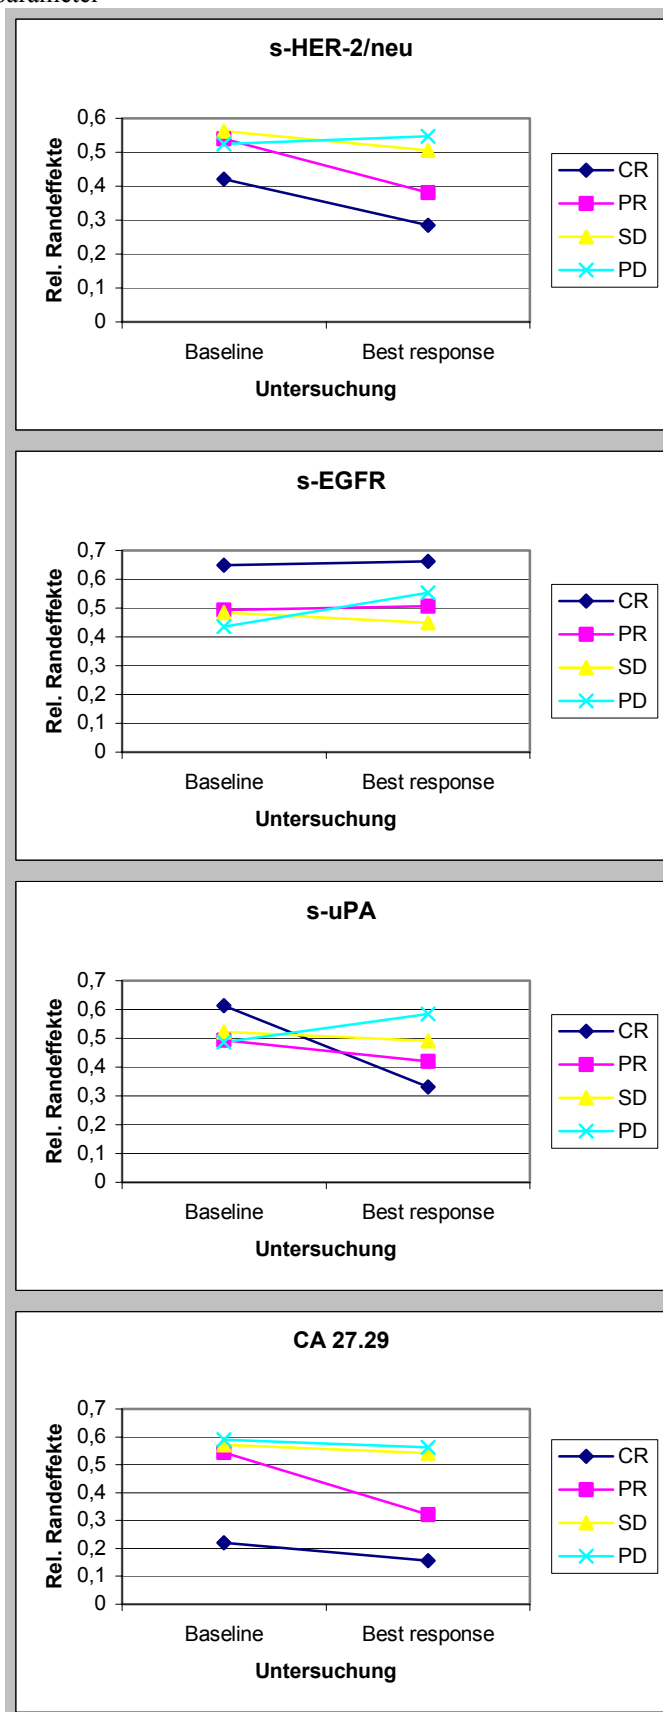 parameter
s-HER-2/neu
0,6
0,5
0,4
0,3
0,2
0,1
0
Rel. Randeffekte
Baseline Best response
Untersuchung
CR
PR
SD
PD
s-EGFR
0,7
0,6
0,5
0,4
0,3
0,2
0,1
0
Rel. Randeffekte
Baseline Best response
Untersuchung
CR
PR
SD
PD
s-uPA
0,7
0,6
0,5
0,4
0,3
0,2
0,1
0
Rel. Randeffekte
Baseline Best response
Untersuchung
CR
PR
SD
PD
CA 27.29
0,7
0,6
0,5
0,4
0,3
0,2
0,1
0
Rel. Randeffekte
Baseline Best response
Untersuchung
CR
PR
SD
PD